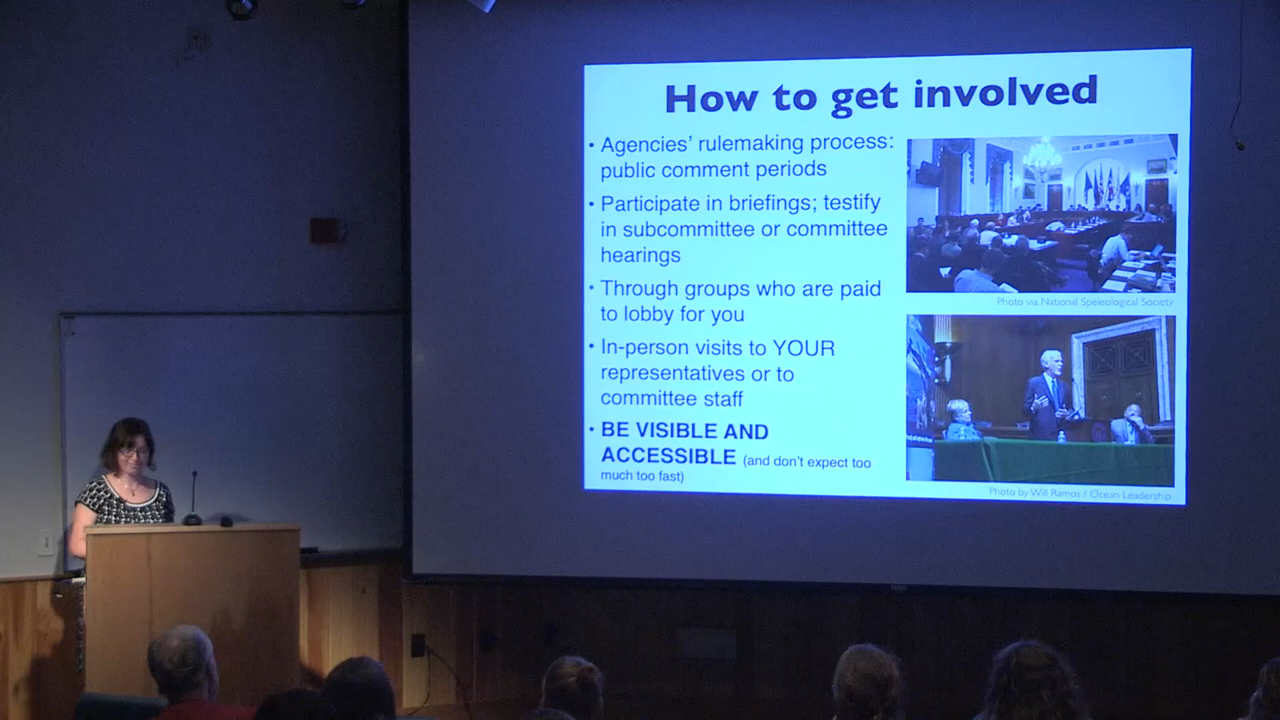 How to get involved
• Agencies' rulemaking process:
public comment periods
• Participate in briefings; testify
in subcommittee or committee
hearings
• Through groups who are paid
to lobby for you
• In-person visits to YOUR
representatives or to
committee staff
• BE VISIBLE AND
ACCESSIBLE (and don't expect too
much too fast)
Photo via National Speleological Society
Photo by Will Ramos / Ocean Leadership